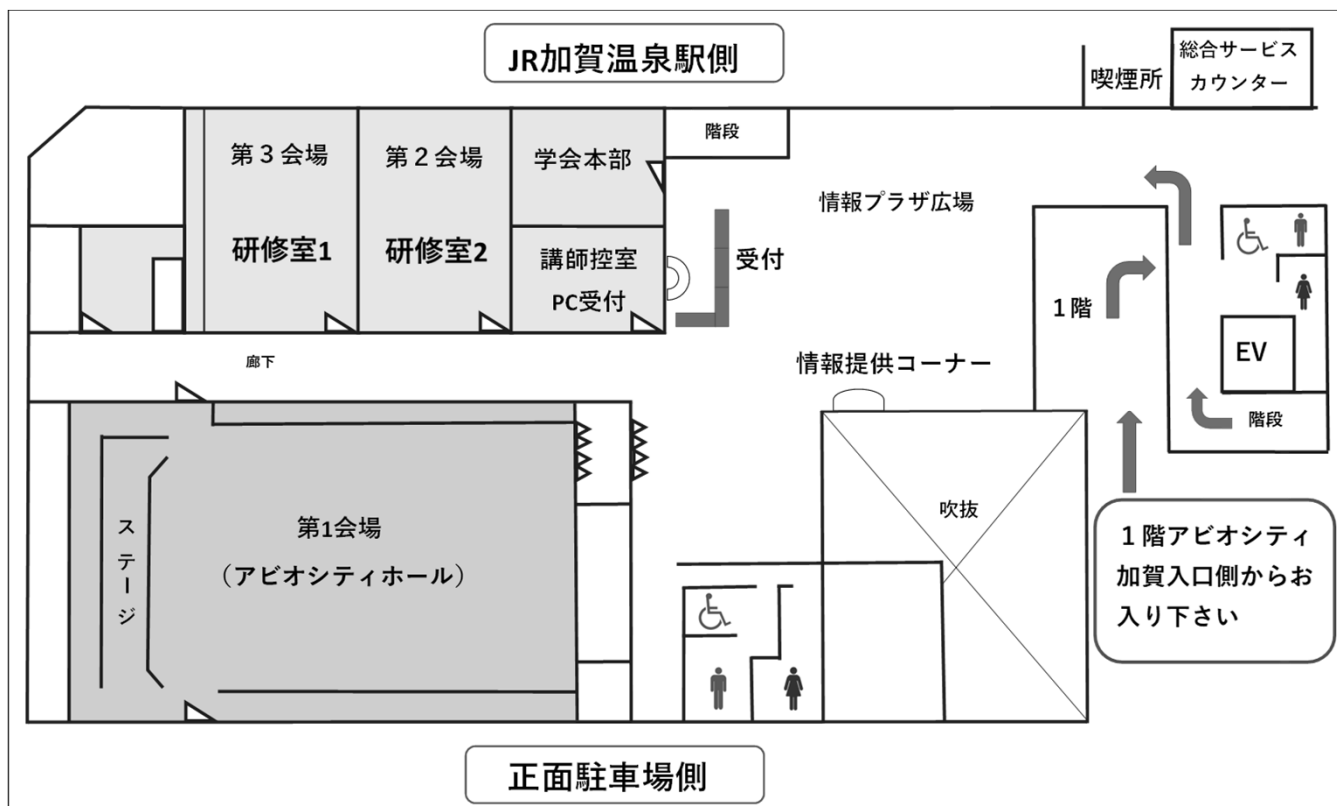 JR加賀温泉駅側
総合サービス
カウンター
喫煙所
階段
第３会場
研修室1
第２会場
研修室2
学会本部
講師控室
PC受付
受付
情報プラザ広場
１階
EV
階段
廊下
情報提供コーナー
吹抜
ステージ
第1会場
（アビオシティホール）
１階アビオシティ
加賀入口側からお
入り下さい
正面駐車場側